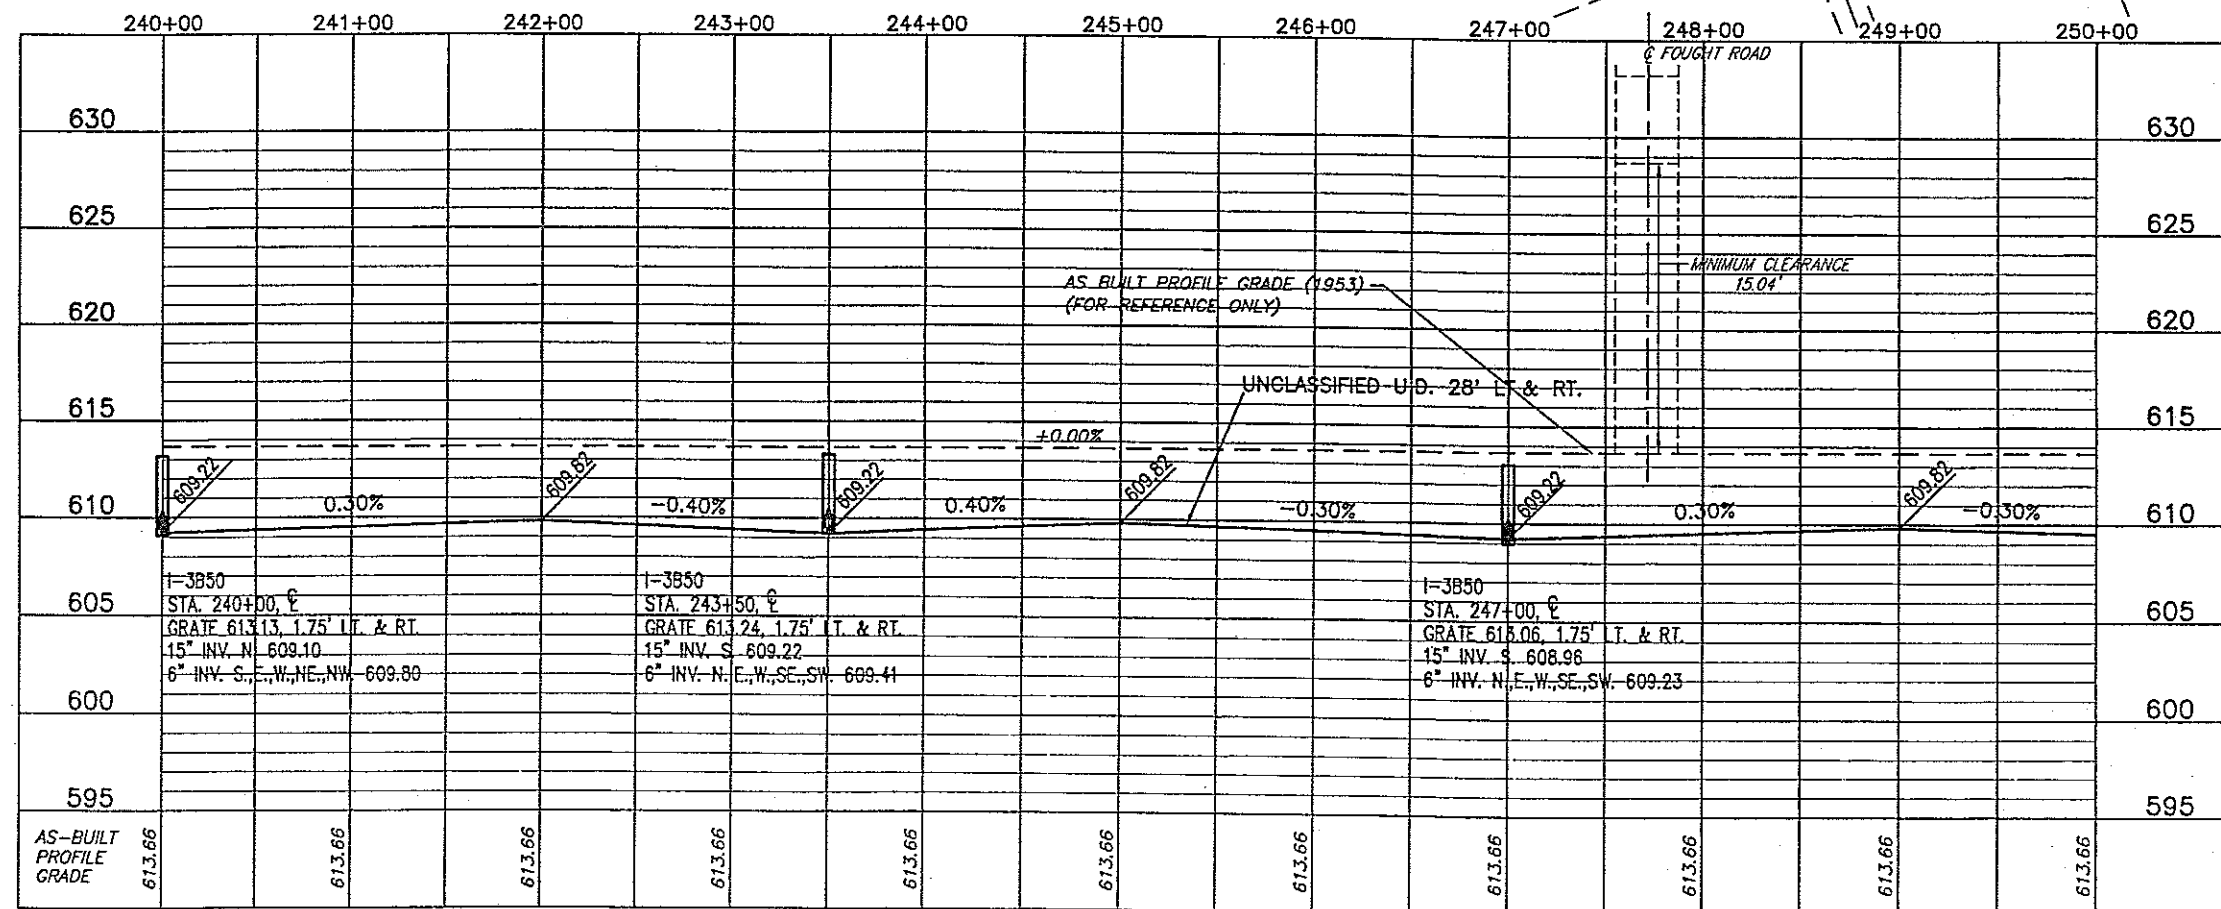 240+00 241+00 242+00 243+00 244+00 245+00 246+00 247+00 248+00 249+00 250+00
℄ FOUGHT ROAD
630 630
625 625
MINIMUM CLEARANCE
15.04'
AS BUILT PROFILE GRADE (1953)
(FOR REFERENCE ONLY)
620 620
UNCLASSIFIED U.D. 28' LT & RT.
615 615
+0.00%
609.22 609.82 609.22 609.82 609.22 609.82
0.30% -0.40% 0.40% -0.30% 0.30% -0.30%
610 610
I-3B50
STA. 240+00, ℄
GRATE 613.13, 1.75' LT. & RT.
15" INV. N 609.10
6" INV. S.,E.,W.,NE.,NW. 609.80
I-3B50
STA. 243+50, ℄
GRATE 613.24, 1.75' LT. & RT.
15" INV. S. 609.22
6" INV. N. E.,W.,SE.,SW. 609.41
I-3B50
STA. 247+00, ℄
GRATE 613.06, 1.75' LT. & RT.
15" INV. S. 608.96
6" INV. N.,E.,W.,SE.,SW. 609.23
605 605
600 600
595 595
AS-BUILT
PROFILE
GRADE
613.66 613.66 613.66 613.66 613.66 613.66 613.66 613.66 613.66 613.66 613.66